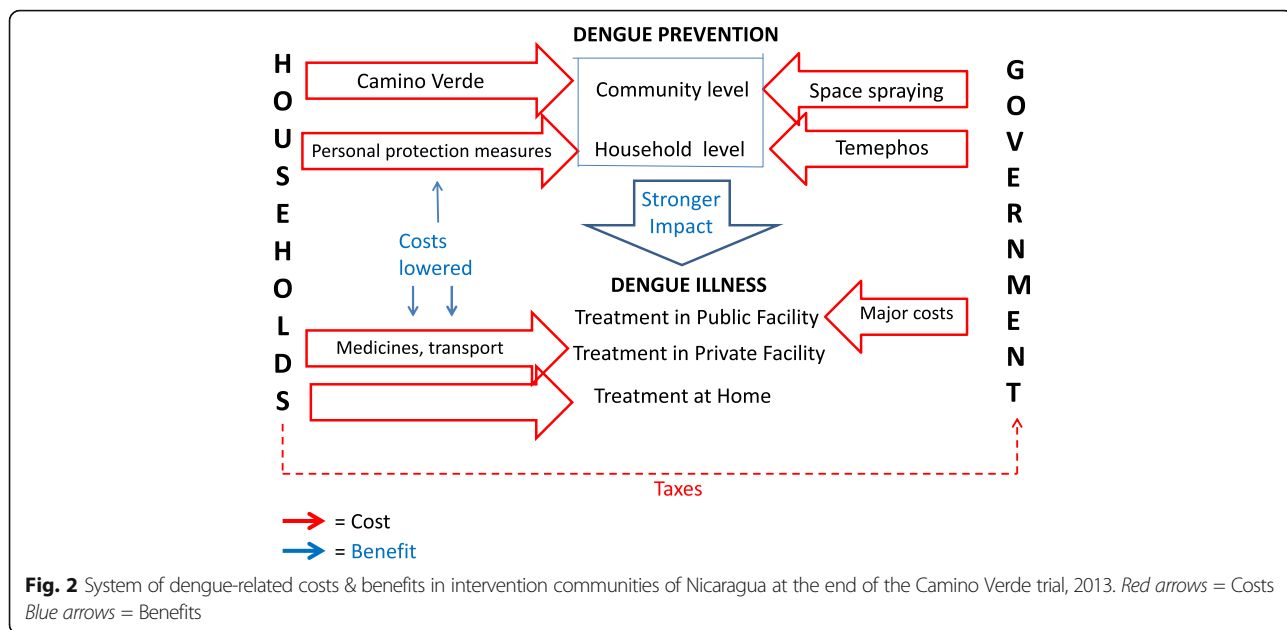 DENGUE PREVENTION
HOUSEHOLDS
Camino Verde
Community level
Space spraying
GOVERNMENT
Personal protection measures
Household level
Temephos
Stronger
Impact
Costs
lowered
DENGUE ILLNESS
Treatment in Public Facility
Major costs
Medicines, transport
Treatment in Private Facility
Treatment at Home
Taxes
= Cost
= Benefit
Fig. 2 System of dengue-related costs & benefits in intervention communities of Nicaragua at the end of the Camino Verde trial, 2013. Red arrows = Costs
Blue arrows = Benefits